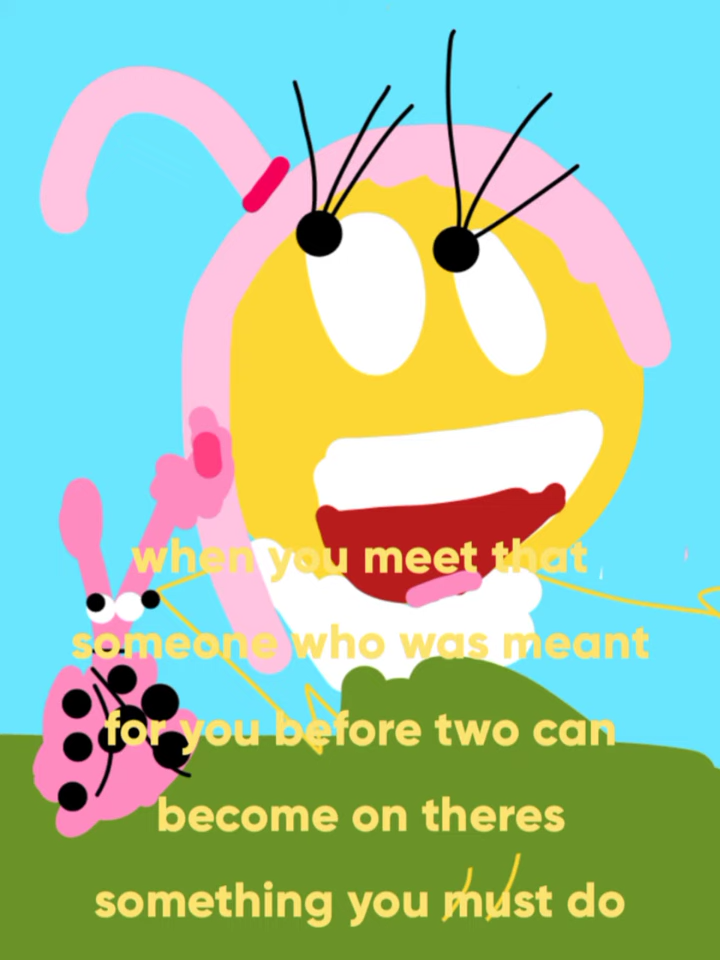 when you meet that
someone who was meant
for you before two can
become on theres
something you must do